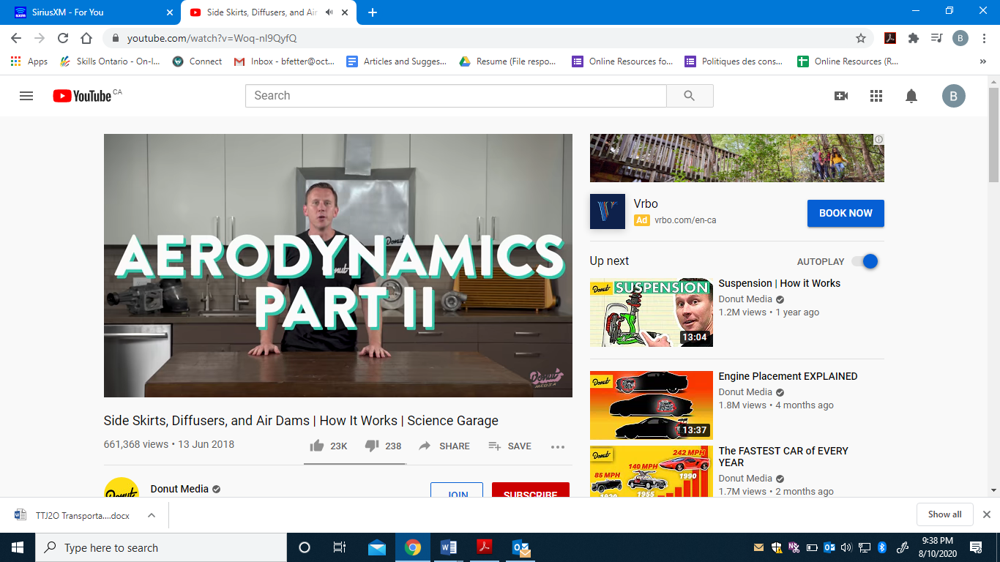 SiriusXM - For You
Side Skirts, Diffusers, and Air
youtube.com/watch?v=Woq-nI9QyfQ
B
Apps
Skills Ontario - On-l...
Connect
Inbox - bfetter@oct...
Articles and Sugges...
Resume (File respo...
Online Resources fo...
Politiques des cons...
Online Resources (R...
»
YouTube CA
Search
B
AERODYNAMICS
PART II
Donut
Donut
Donut
MEDIA
Side Skirts, Diffusers, and Air Dams | How It Works | Science Garage
661,368 views • 13 Jun 2018
23K
238
SHARE
SAVE
Donut Media
JOIN
SUBSCRIBE
Vrbo
Ad vrbo.com/en-ca
BOOK NOW
Up next
AUTOPLAY
Donut SUSPENSION
13:04
Suspension | How it Works
Donut Media
1.2M views • 1 year ago
Donut
13:37
Engine Placement EXPLAINED
Donut Media
1.8M views • 4 months ago
Donut
242 MPH
140 MPH
85 MPH
1990
1955
1930
The FASTEST CAR of EVERY
YEAR
Donut Media
1.7M views • 2 months ago
TTJ2O Transporta....docx
Show all
Type here to search
9:38 PM
8/10/2020